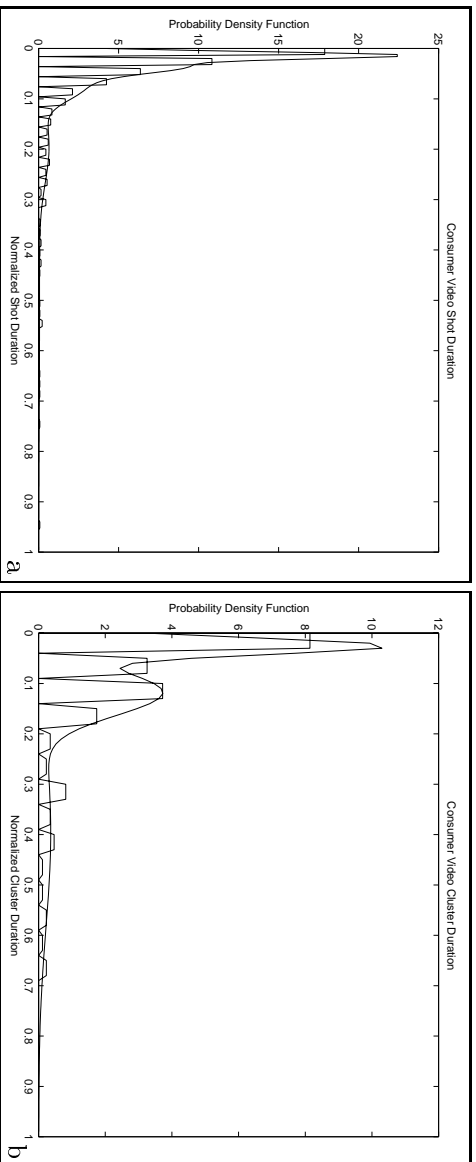 Consumer Video Shot Duration
Probability Density Function
25
20
15
10
5
0
0 0.1 0.2 0.3 0.4 0.5 0.6 0.7 0.8 0.9 1
Normalized Shot Duration
a
Consumer Video Cluster Duration
Probability Density Function
12
10
8
6
4
2
0
0 0.1 0.2 0.3 0.4 0.5 0.6 0.7 0.8 0.9 1
Normalized Cluster Duration
b